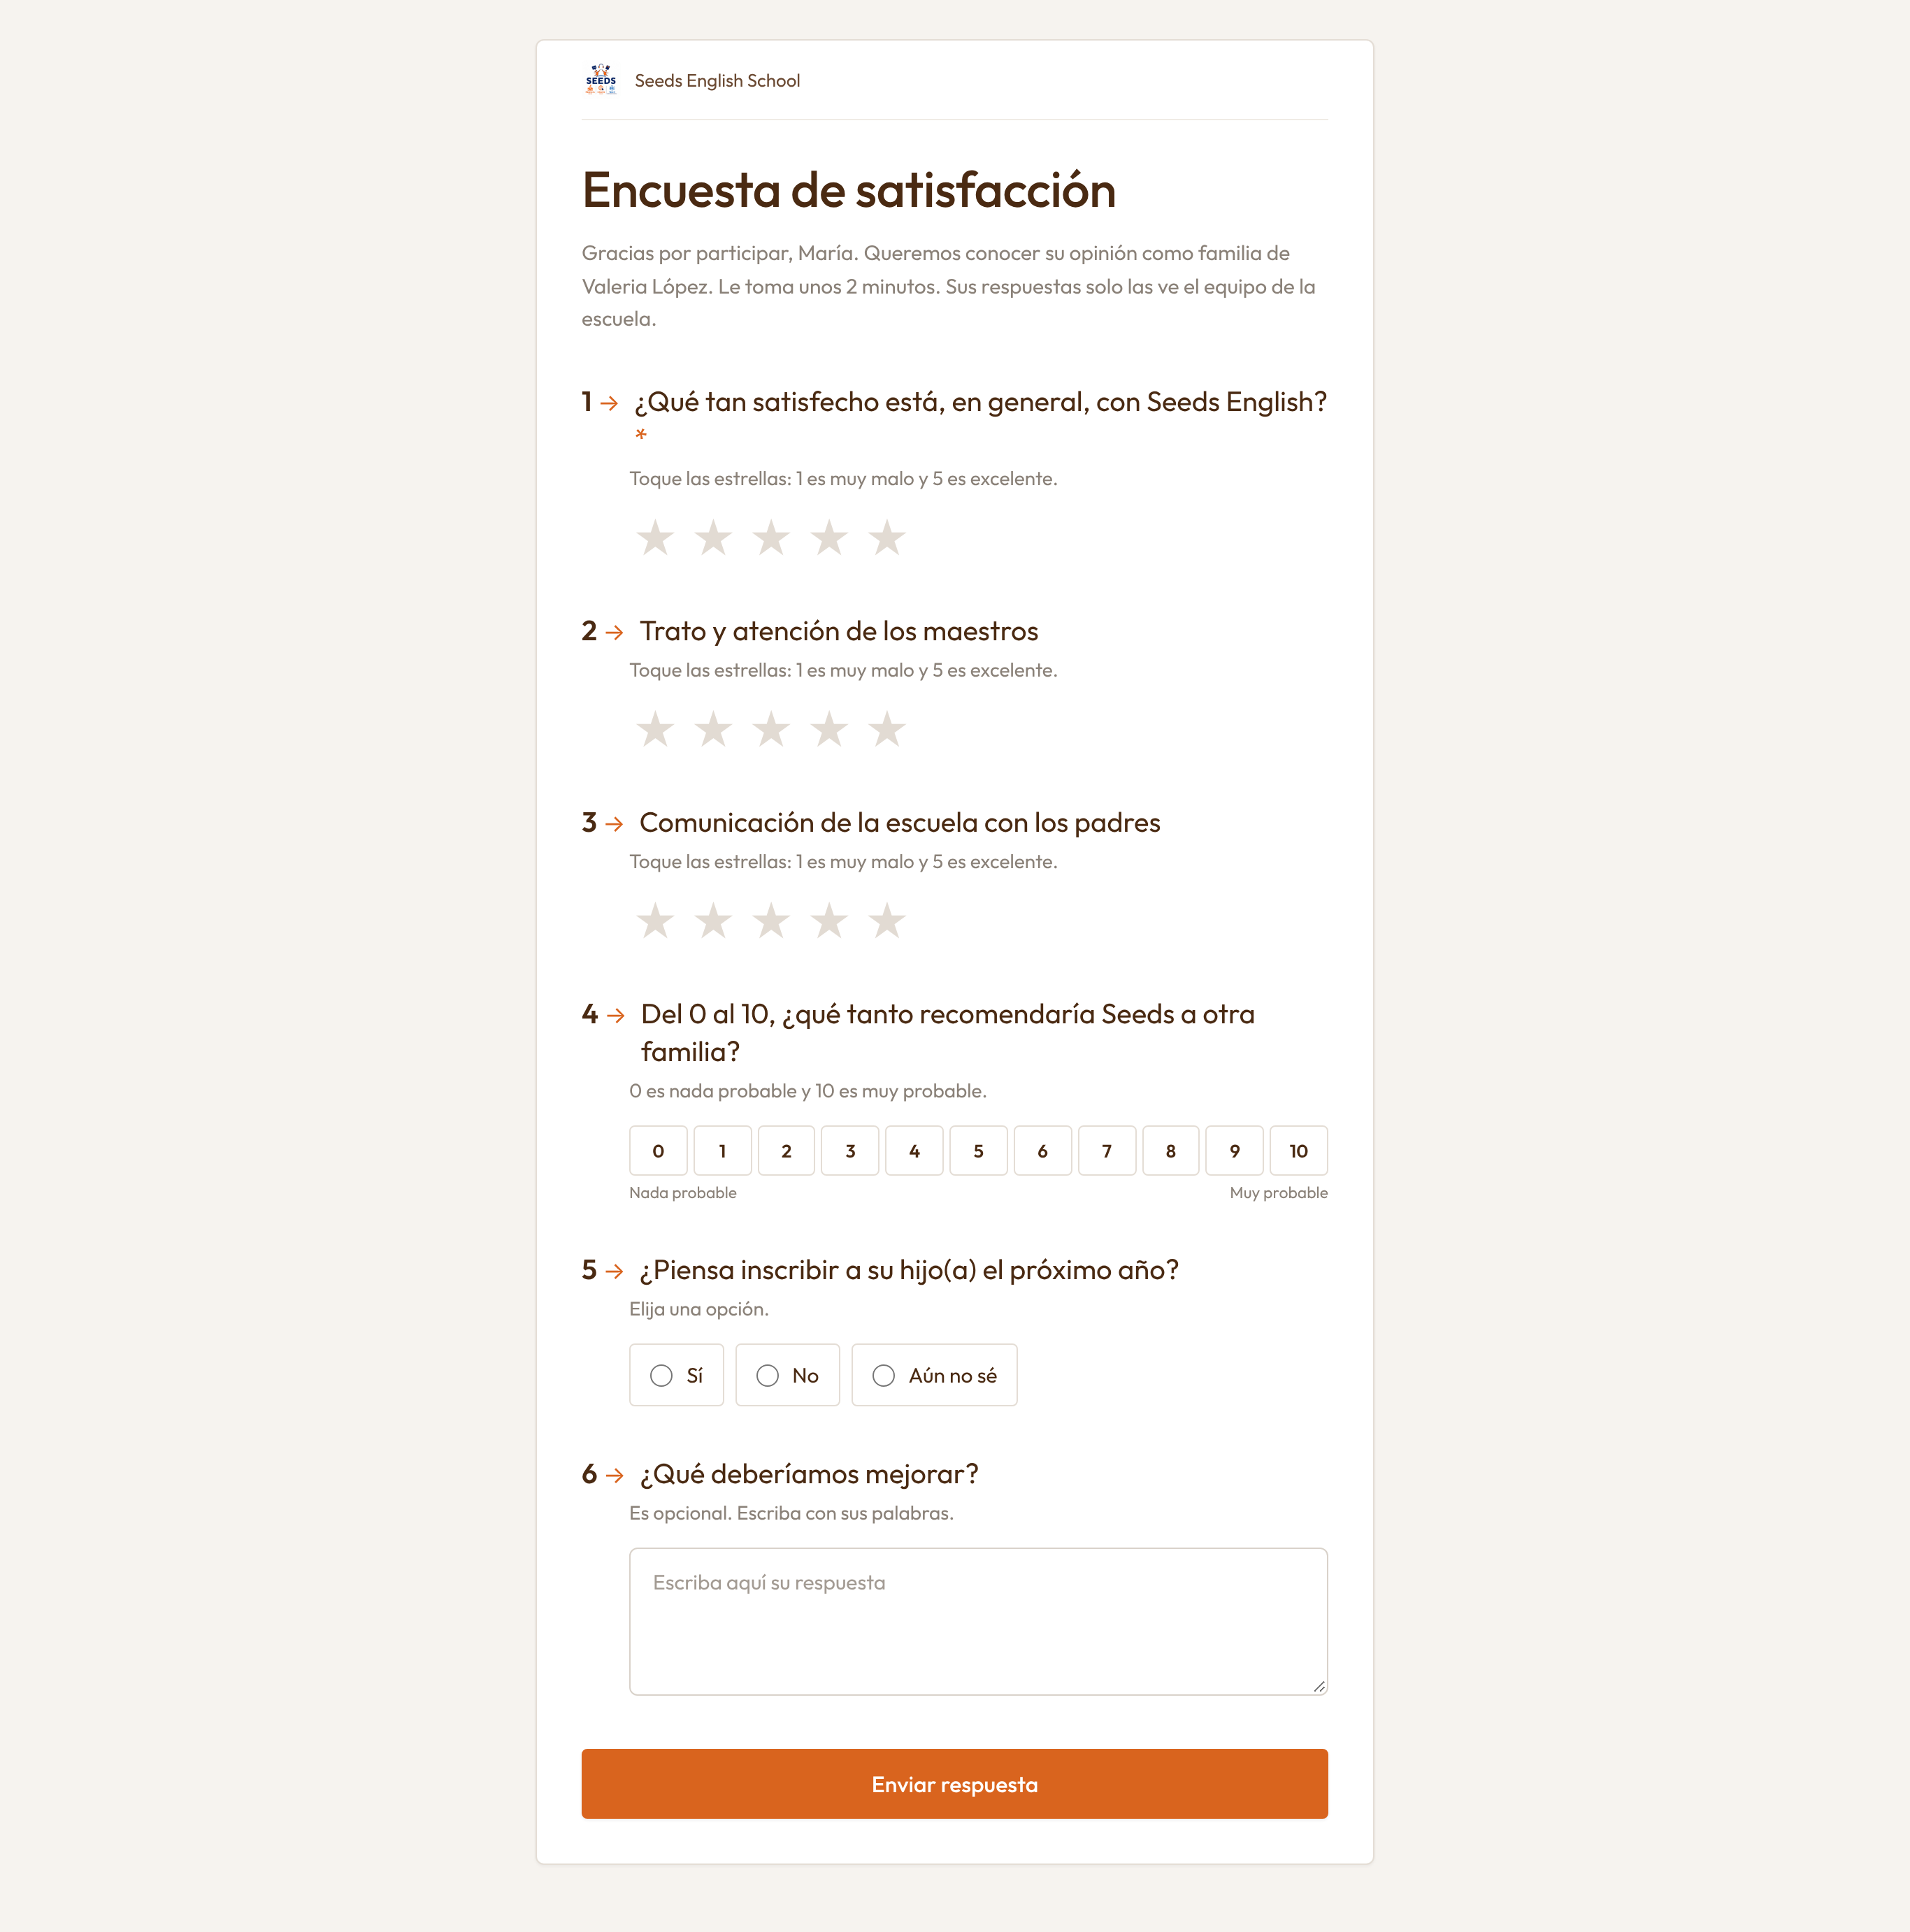 SEEDS
Seeds English School
Encuesta de satisfacción
Gracias por participar, María. Queremos conocer su opinión como familia de
Valeria López. Le toma unos 2 minutos. Sus respuestas solo las ve el equipo de la
escuela.
1 → ¿Qué tan satisfecho está, en general, con Seeds English?
*
Toque las estrellas: 1 es muy malo y 5 es excelente.
2 → Trato y atención de los maestros
Toque las estrellas: 1 es muy malo y 5 es excelente.
3 → Comunicación de la escuela con los padres
Toque las estrellas: 1 es muy malo y 5 es excelente.
4 → Del 0 al 10, ¿qué tanto recomendaría Seeds a otra
familia?
0 es nada probable y 10 es muy probable.
0 1 2 3 4 5 6 7 8 9 10
Nada probable Muy probable
5 → ¿Piensa inscribir a su hijo(a) el próximo año?
Elija una opción.
Sí No Aún no sé
6 → ¿Qué deberíamos mejorar?
Es opcional. Escriba con sus palabras.
Escriba aquí su respuesta
Enviar respuesta